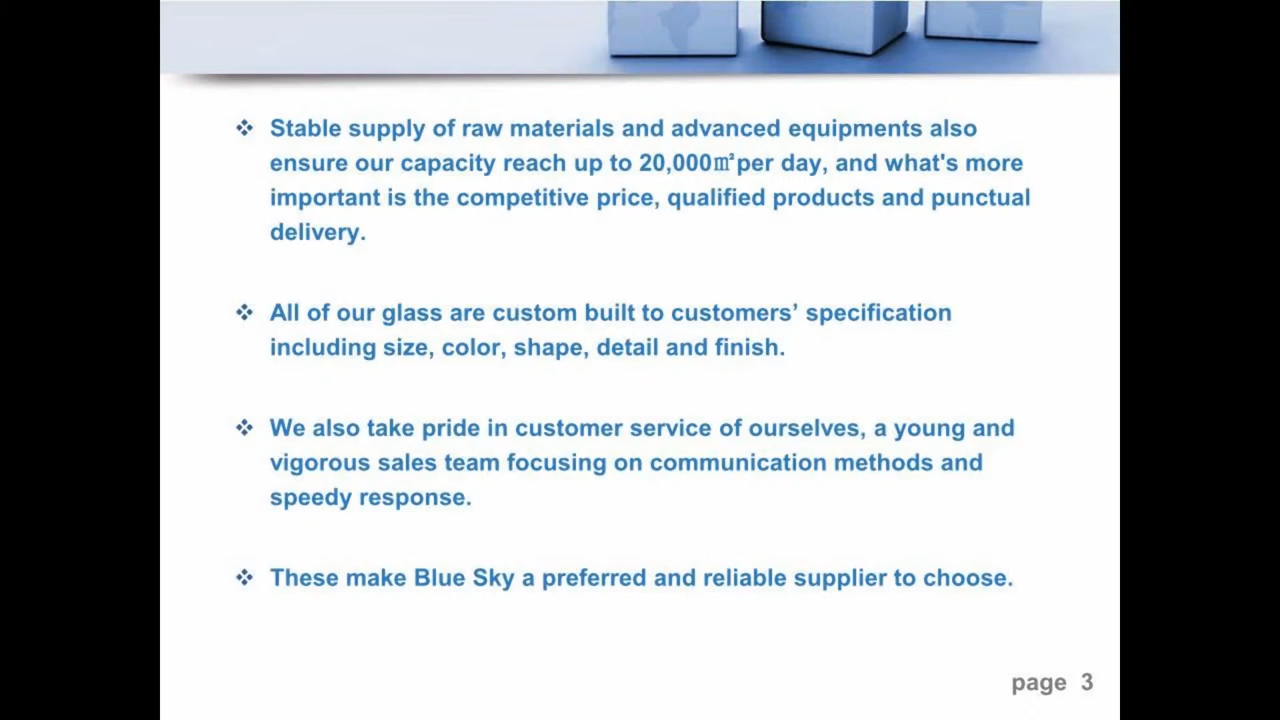 Stable supply of raw materials and advanced equipments also
ensure our capacity reach up to 20,000㎡per day, and what's more
important is the competitive price, qualified products and punctual
delivery.
All of our glass are custom built to customers’ specification
including size, color, shape, detail and finish.
We also take pride in customer service of ourselves, a young and
vigorous sales team focusing on communication methods and
speedy response.
These make Blue Sky a preferred and reliable supplier to choose.
page 3